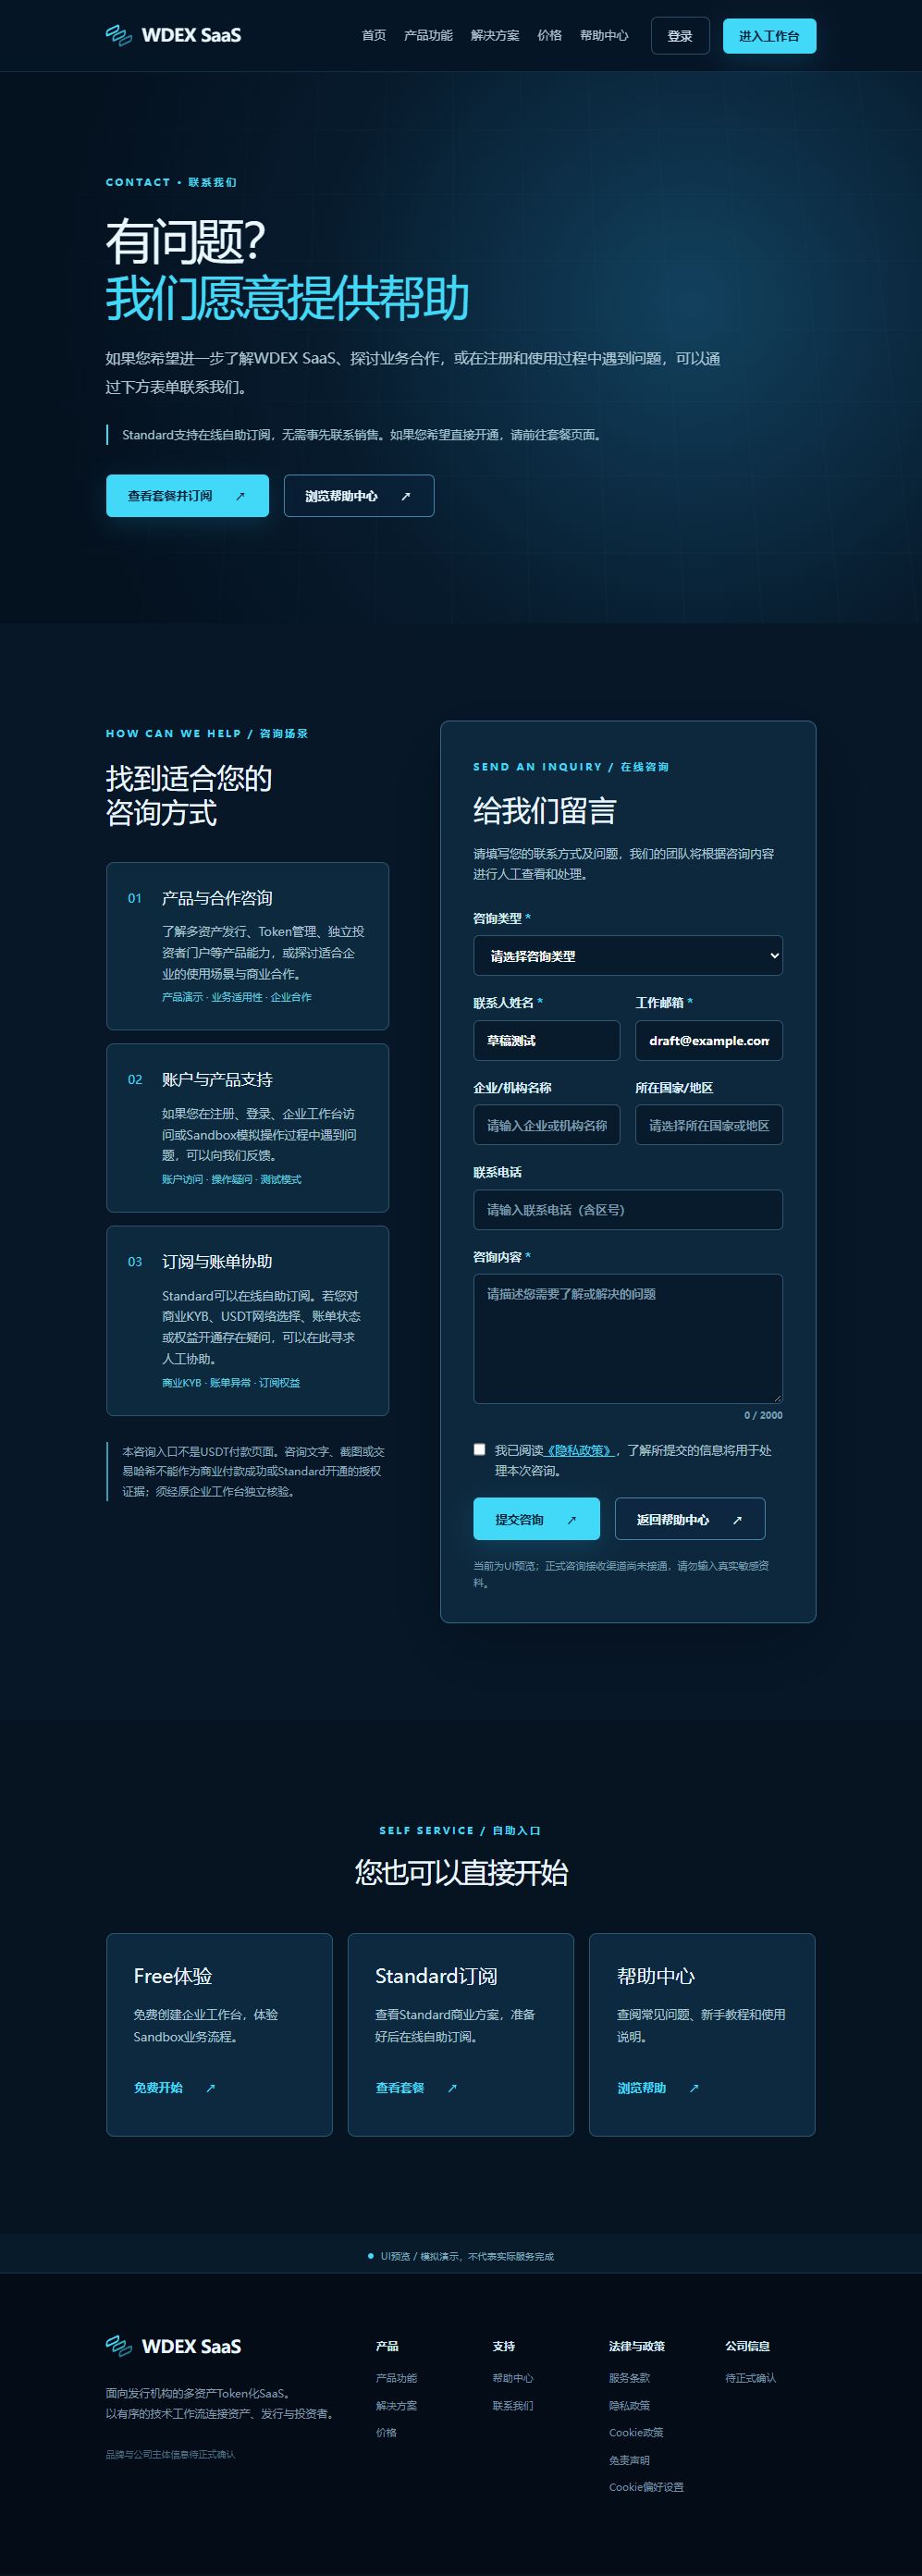 WDEX SaaS
首页 产品功能 解决方案 价格 帮助中心 登录 进入工作台
CONTACT • 联系我们
有问题？
我们愿意提供帮助
如果您希望进一步了解WDEX SaaS、探讨业务合作，或在注册和使用过程中遇到问题，可以通
过下方表单联系我们。
Standard支持在线自助订阅，无需事先联系销售。如果您希望直接开通，请前往套餐页面。
查看套餐并订阅 ↗ 浏览帮助中心 ↗
HOW CAN WE HELP / 咨询场景
找到适合您的
咨询方式
01 产品与合作咨询
了解多资产发行、Token管理、独立投
资者门户等产品能力，或探讨适合企
业的使用场景与商业合作。
产品演示 · 业务适用性 · 企业合作
02 账户与产品支持
如果您在注册、登录、企业工作台访
问或Sandbox模拟操作过程中遇到问
题，可以向我们反馈。
账户访问 · 操作疑问 · 测试模式
03 订阅与账单协助
Standard可以在线自助订阅。若您对
商业KYB、USDT网络选择、账单状态
或权益开通存在疑问，可以在此寻求
人工协助。
商业KYB · 账单异常 · 订阅权益
本咨询入口不是USDT付款页面。咨询文字、截图或交
易哈希不能作为商业付款成功或Standard开通的授权
证据；须经原企业工作台独立核验。
SEND AN INQUIRY / 在线咨询
给我们留言
请填写您的联系方式及问题，我们的团队将根据咨询内容
进行人工查看和处理。
咨询类型 *
请选择咨询类型
联系人姓名 * 工作邮箱 *
草稿测试 draft@example.com
企业/机构名称 所在国家/地区
请输入企业或机构名称 请选择所在国家或地区
联系电话
请输入联系电话（含区号）
咨询内容 *
请描述您需要了解或解决的问题
0 / 2000
我已阅读《隐私政策》，了解所提交的信息将用于处
理本次咨询。
提交咨询 ↗ 返回帮助中心 ↗
当前为UI预览；正式咨询接收渠道尚未接通，请勿输入真实敏感资
料。
SELF SERVICE / 自助入口
您也可以直接开始
Free体验
免费创建企业工作台，体验
Sandbox业务流程。
免费开始 ↗
Standard订阅
查看Standard商业方案，准备
好后在线自助订阅。
查看套餐 ↗
帮助中心
查阅常见问题、新手教程和使用
说明。
浏览帮助 ↗
UI预览 / 模拟演示，不代表实际服务完成
WDEX SaaS
面向发行机构的多资产Token化SaaS。
以有序的技术工作流连接资产、发行与投资者。
品牌与公司主体信息待正式确认
产品
产品功能
解决方案
价格
支持
帮助中心
联系我们
法律与政策
服务条款
隐私政策
Cookie政策
免责声明
Cookie偏好设置
公司信息
待正式确认